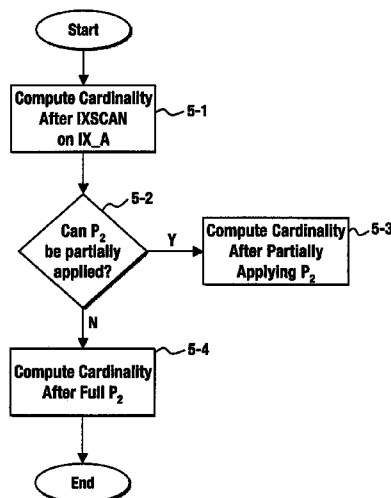 Start
Compute Cardinality
After IXSCAN
on IX_A
5-1
5-2
Can P₂
be partially
applied?
Y
Compute Cardinality
After Partially
Applying P₂
5-3
N
5-4
Compute Cardinality
After Full P₂
End